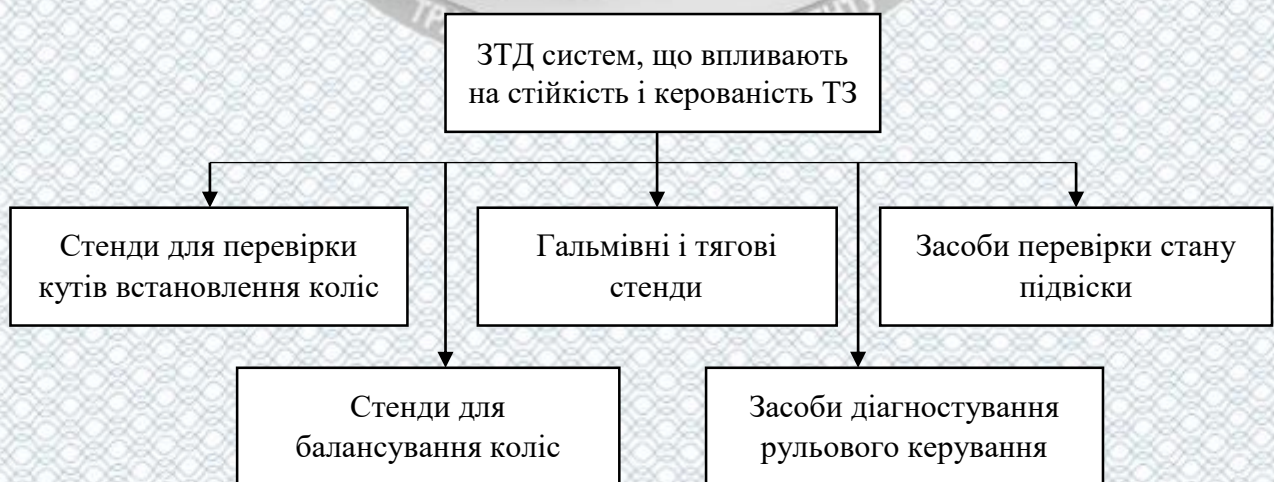 ЗТД систем, що впливають
на стійкість і керованість ТЗ
Стенди для перевірки
кутів встановлення коліс
Гальмівні і тягові
стенди
Засоби перевірки стану
підвіски
Стенди для
балансування коліс
Засоби діагностування
рульового керування